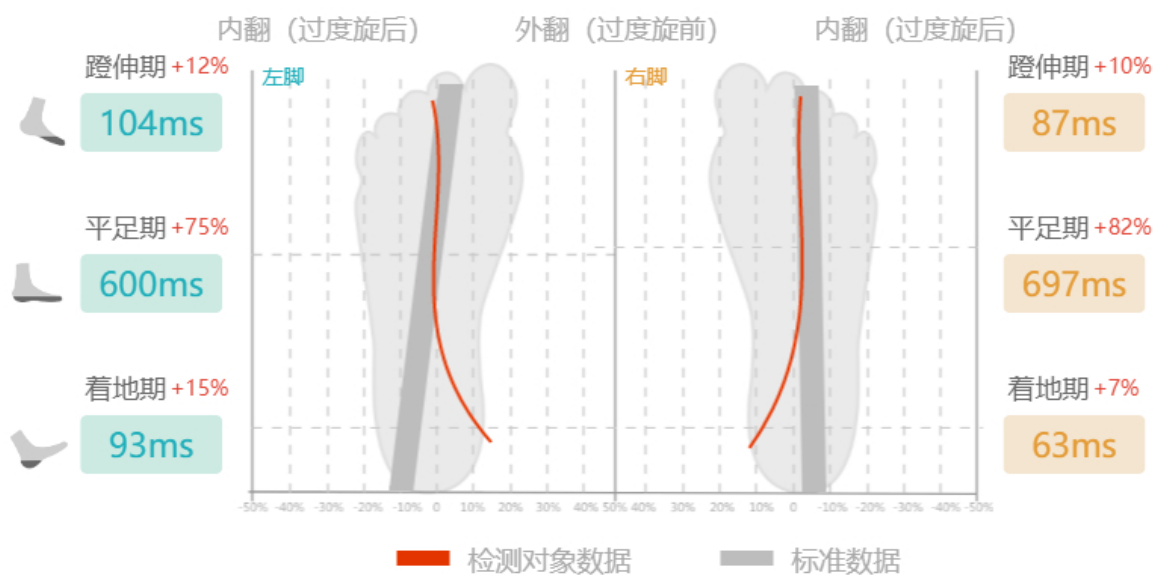 内翻（过度旋后） 外翻（过度旋前） 内翻（过度旋后）
左脚 右脚
蹬伸期 +12%
104ms
平足期 +75%
600ms
着地期 +15%
93ms
蹬伸期 +10%
87ms
平足期 +82%
697ms
着地期 +7%
63ms
-50% -40% -30% -20% -10% 0 10% 20% 30% 40% 50% 40% 30% 20% 10% 0 -10% -20% -30% -40% -50%
检测对象数据 标准数据